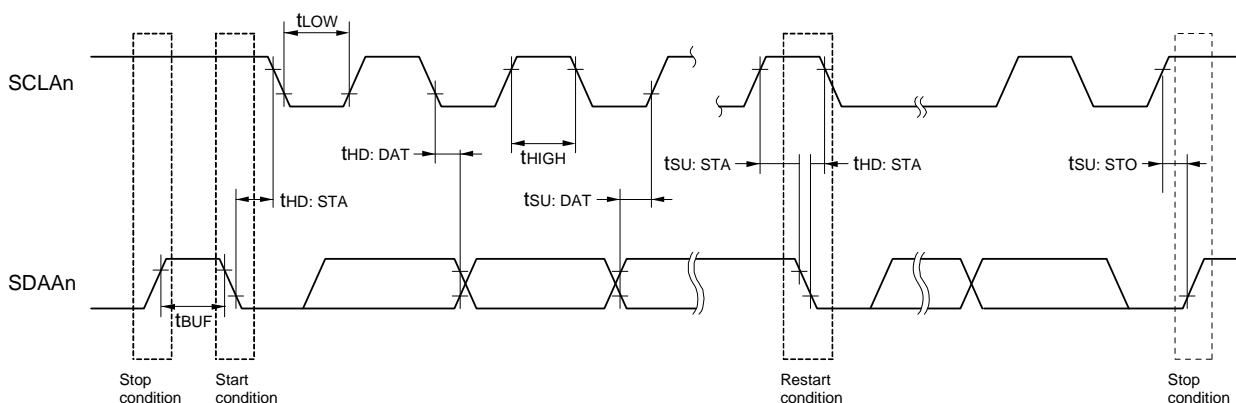 tLOW
SCLAn
tHD: DAT
tHIGH
tSU: STA
tHD: STA
tSU: STO
tHD: STA
tSU: DAT
SDAAn
tBUF
Stop
condition
Start
condition
Restart
condition
Stop
condition